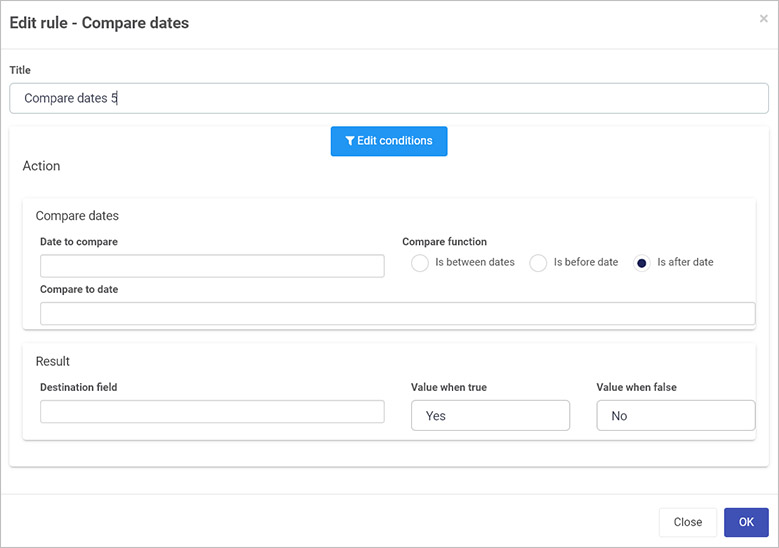 Edit rule - Compare dates
×
Title
Compare dates 5
Edit conditions
Action
Compare dates
Date to compare
Compare function
Is between dates
Is before date
Is after date
Compare to date
Result
Destination field
Value when true
Value when false
Yes
No
Close
OK